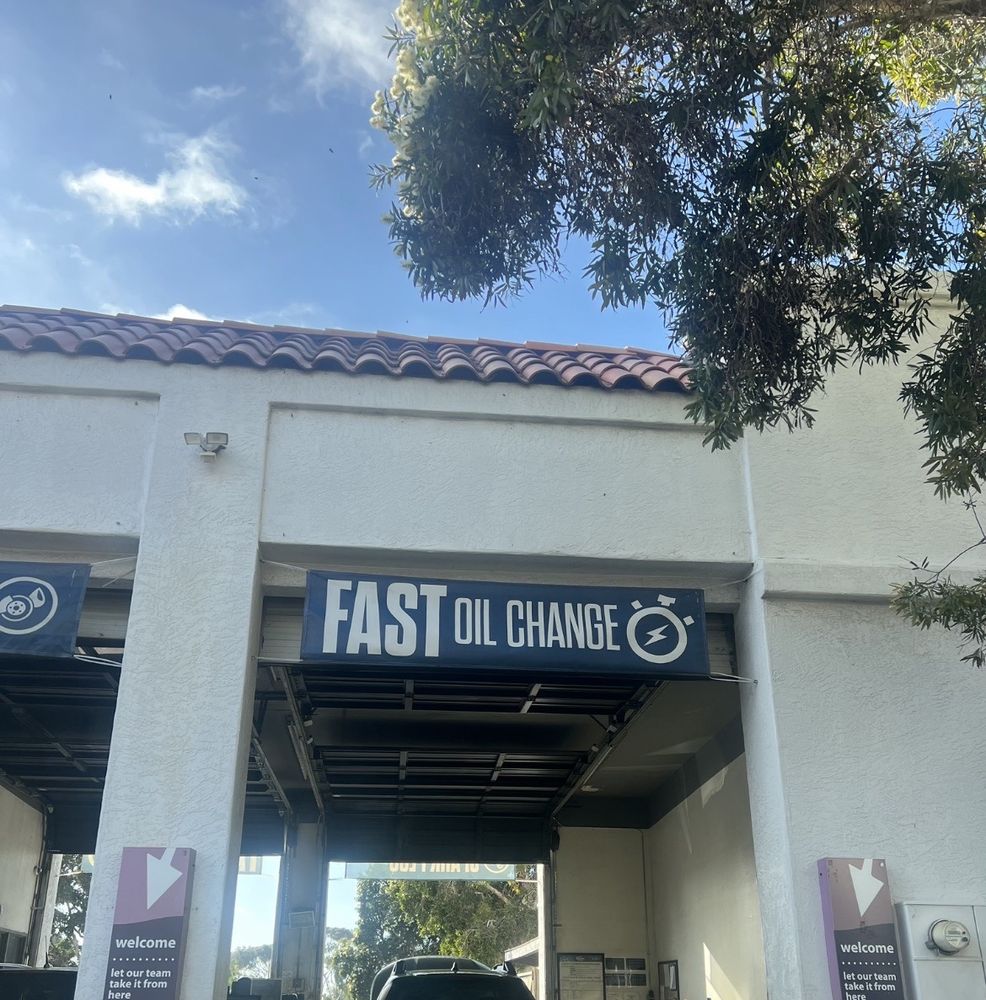 FAST OIL CHANGE
welcome
let our team
take it from
here
welcome
let our team
take it from
here